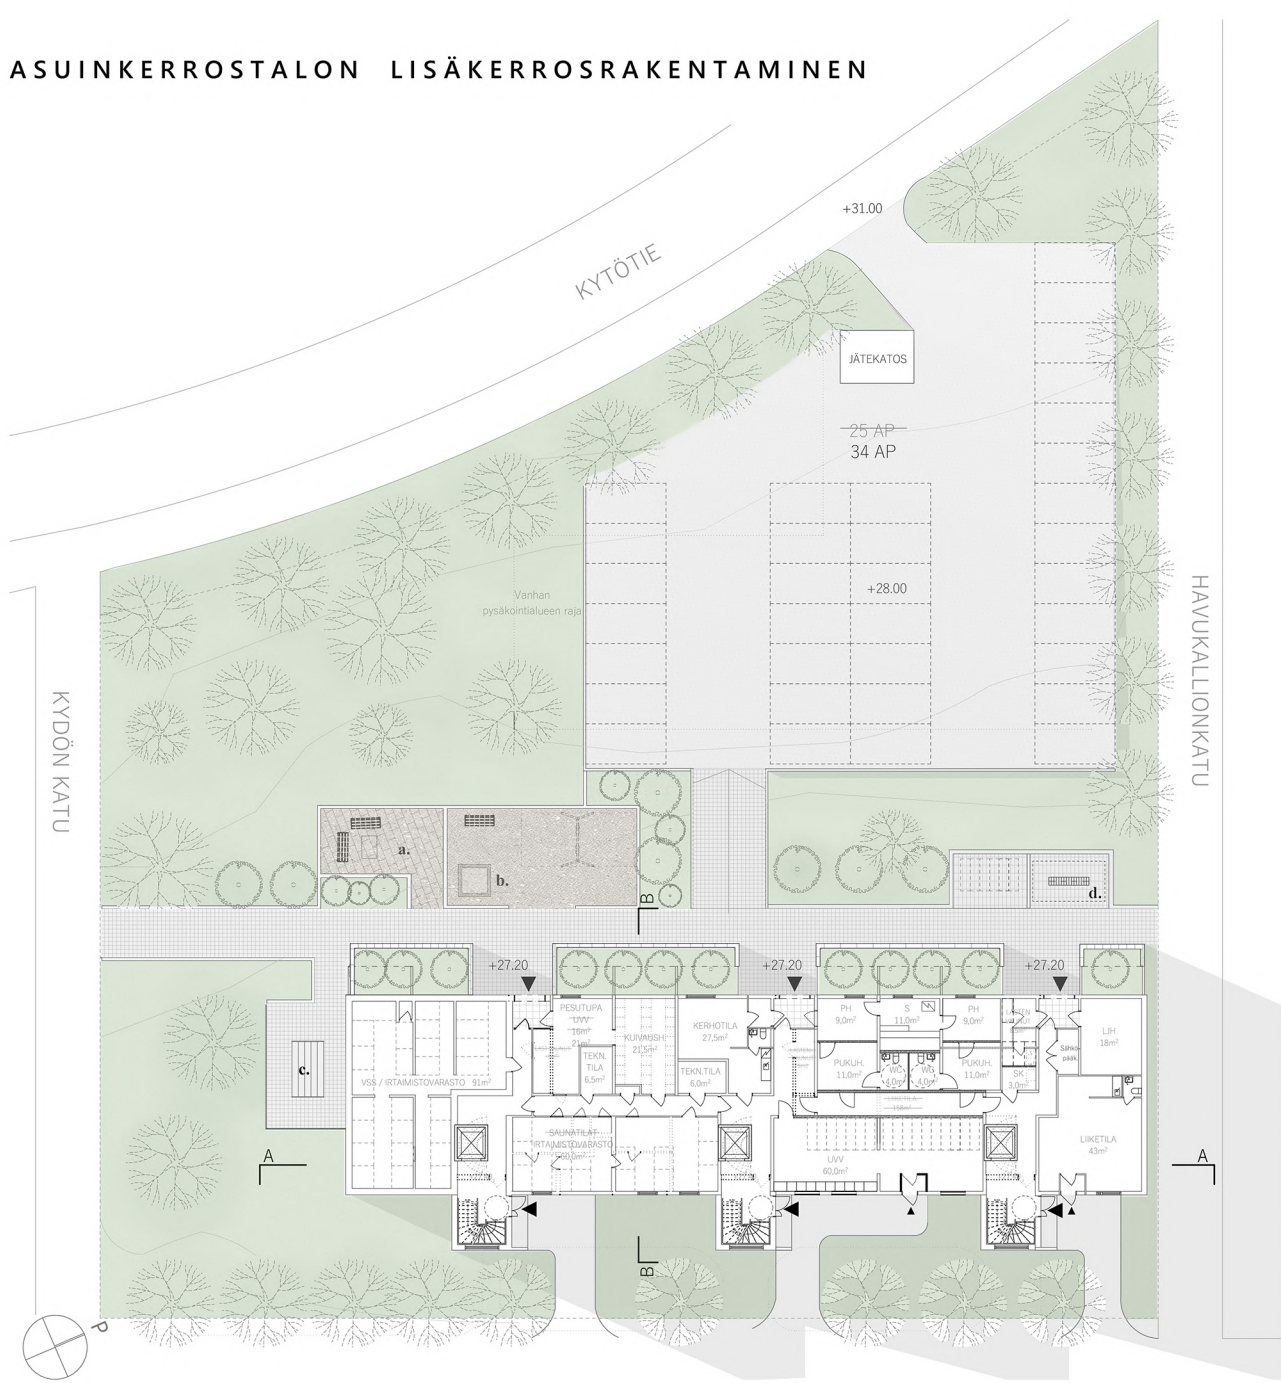 ASUINKERROSTALON LISÄKERROSRAKENTAMINEN
+31.00
KYTÖTIE
JÄTEKATOS
25 AP
34 AP
+28.00
Vanhan
pysäköintialueen raja
HAVUKALLIONKATU
KYDÖN KATU
a.
b.
d.
B
+27.20
+27.20
+27.20
c.
VSS / IRTAIMISTOVARASTO 91m²
PESUTUPA
UVV
16m²
21m²
KUIVAUSH.
21,5m²
TEKN.
TILA
6,5m²
KERHOTILA
27,5m²
TEKN.TILA
6,0m²
PH
9,0m²
S
11,0m²
PH
9,0m²
PUKUH.
11,0m²
WC
4,0m²
WC
4,0m²
PUKUH.
11,0m²
SK
3,0m²
Sähkö-
pääk.
LJH
18m²
SAUNATILAT
IRTAIMISTOVARASTO
UVV
60,0m²
LIIKETILA
43m²
A
A
B
P